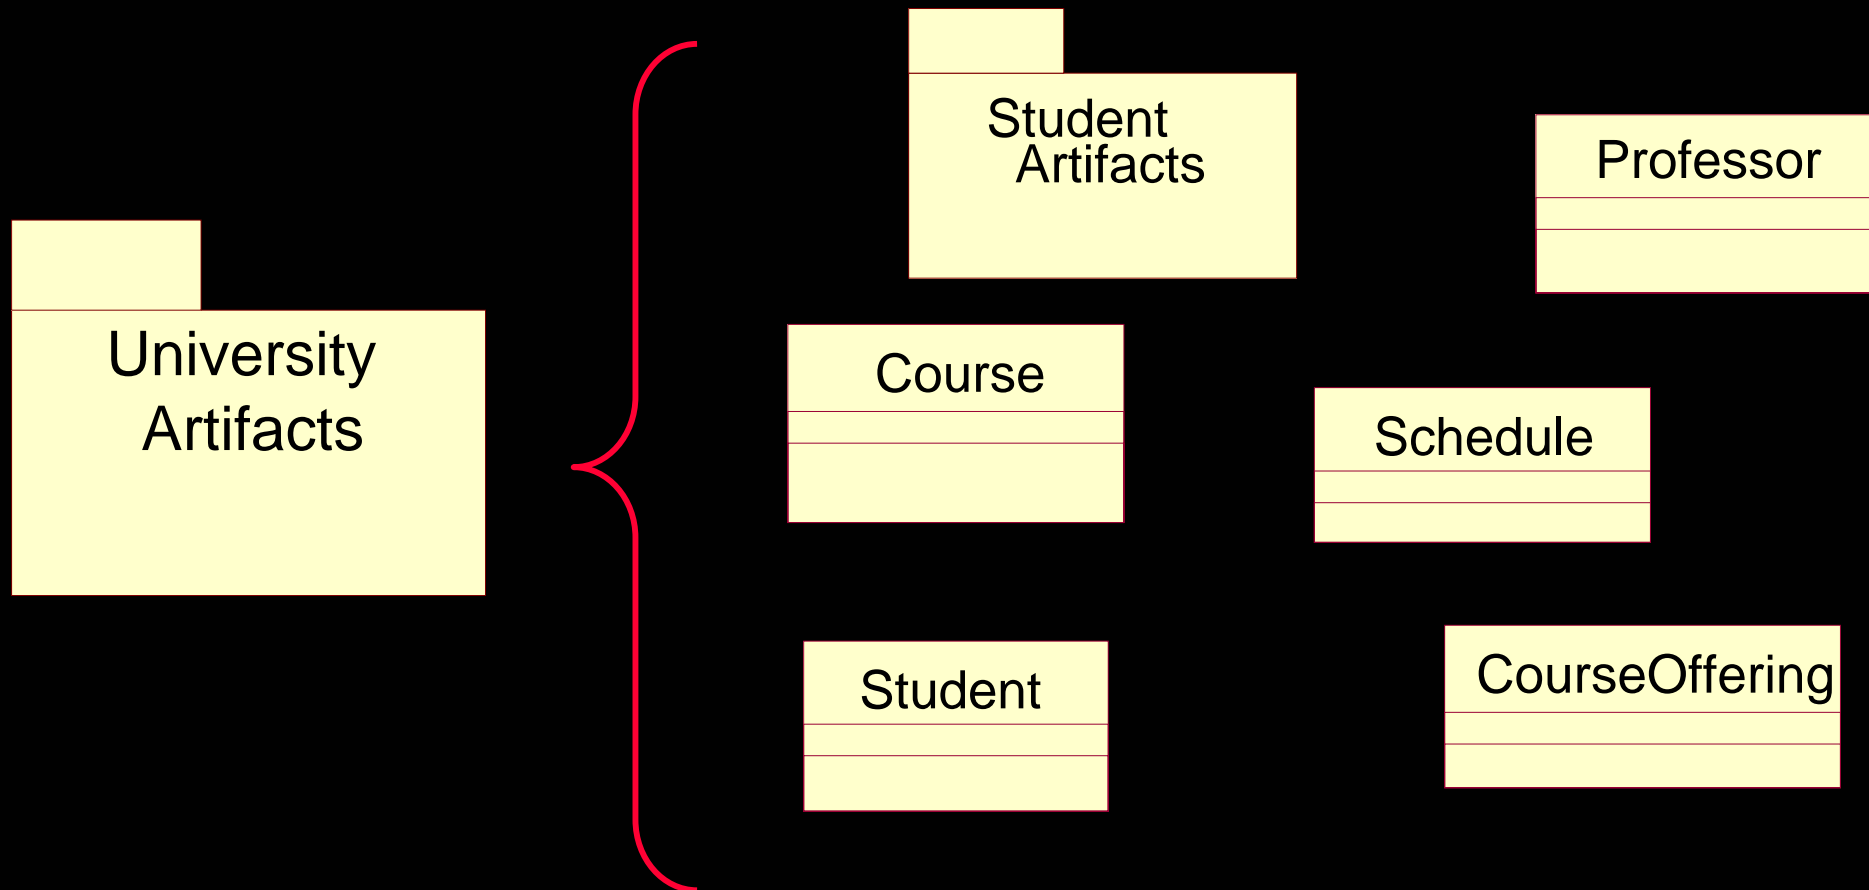 University
Artifacts
Student
Artifacts
Professor
Course
Schedule
Student
CourseOffering